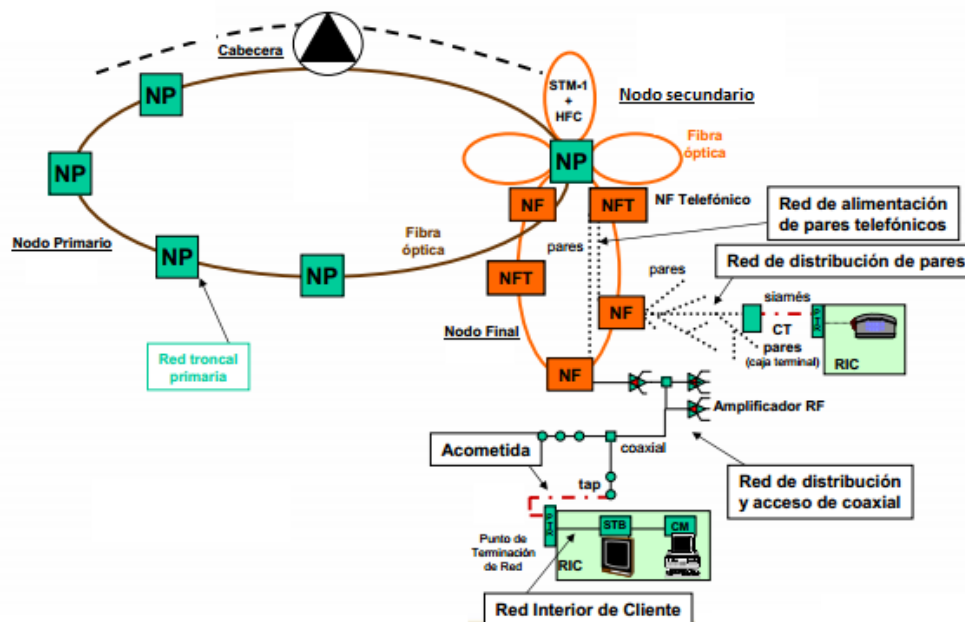 Cabecera
STM-1
+
HFC
Nodo secundario
NP
NP
Fibra
óptica
NP
NF
NFT
NF Telefónico
Red de alimentación
de pares telefónicos
Nodo Primario
NP
Fibra
óptica
NP
pares
NFT
pares
Red de distribución de pares
siamés
NF
Nodo Final
CT
pares
(caja terminal)
PTR
RIC
Red troncal
primaria
NF
Amplificador RF
Acometida
coaxial
Red de distribución
y acceso de coaxial
tap
PTR
STB
CM
Punto de
Terminación
de Red
RIC
Red Interior de Cliente